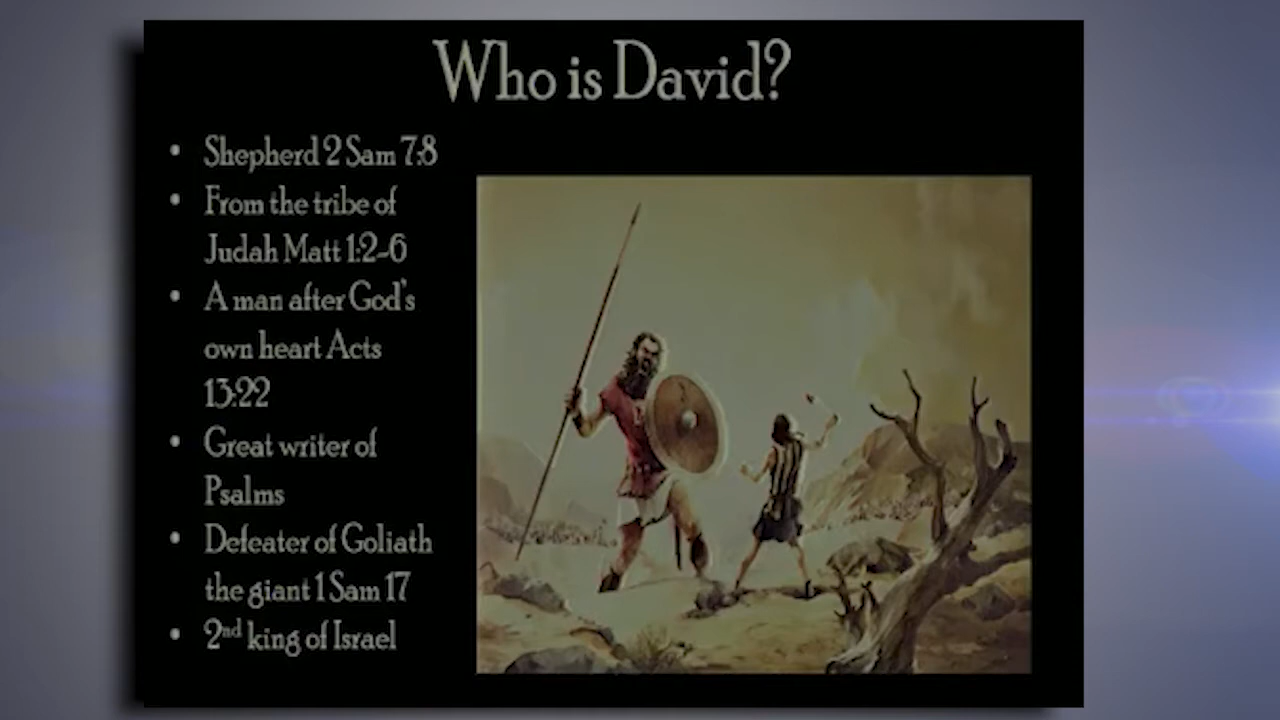 Who is David?
• Shepherd 2 Sam 7:8
• From the tribe of
Judah Matt 1:2-6
• A man after God's
own heart Acts
13:22
• Great writer of
Psalms
• Defeater of Goliath
the giant 1 Sam 17
• 2nd king of Israel